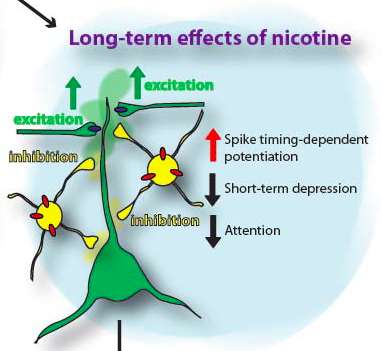 Long-term effects of nicotine
excitation
excitation
inhibition
inhibition
Spike timing-dependent
potentiation
Short-term depression
Attention